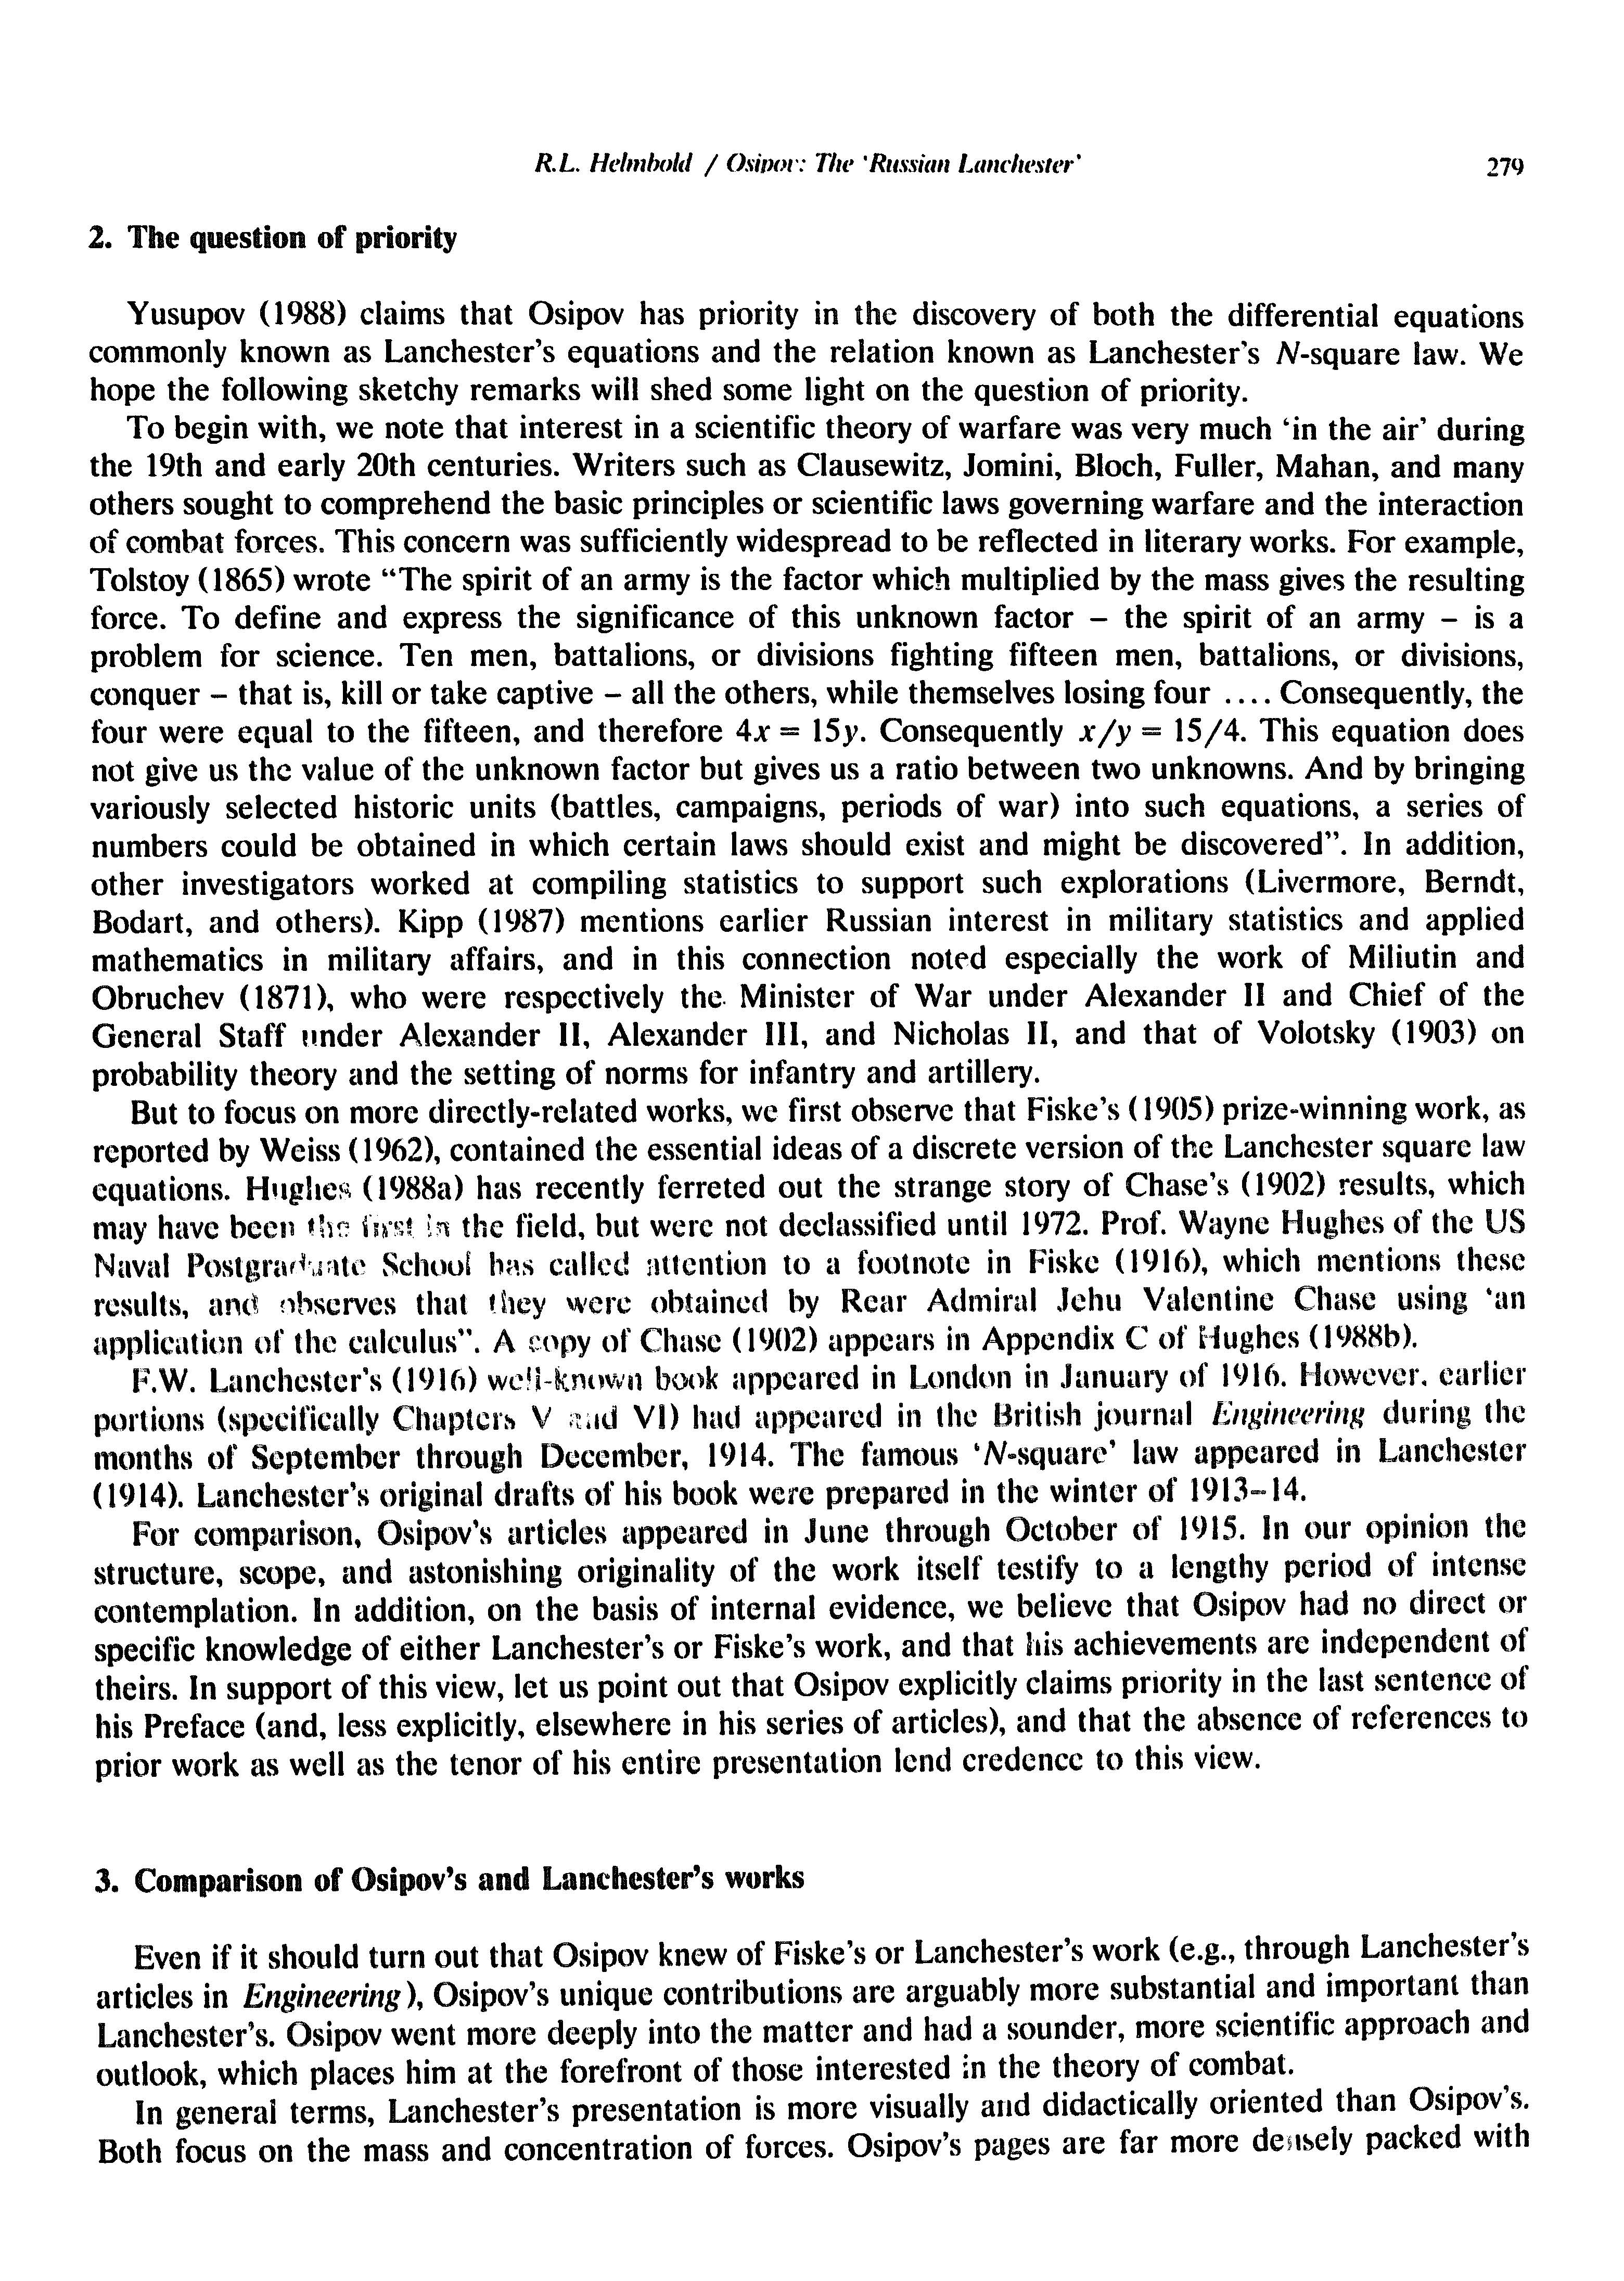 R.L. Helmbold / Osipov: The 'Russian Lanchester'
279
2. The question of priority
Yusupov (1988) claims that Osipov has priority in the discovery of both the differential equations
commonly known as Lanchester's equations and the relation known as Lanchester's N-square law. We
hope the following sketchy remarks will shed some light on the question of priority.
To begin with, we note that interest in a scientific theory of warfare was very much 'in the air' during
the 19th and early 20th centuries. Writers such as Clausewitz, Jomini, Bloch, Fuller, Mahan, and many
others sought to comprehend the basic principles or scientific laws governing warfare and the interaction
of combat forces. This concern was sufficiently widespread to be reflected in literary works. For example,
Tolstoy (1865) wrote "The spirit of an army is the factor which multiplied by the mass gives the resulting
force. To define and express the significance of this unknown factor – the spirit of an army – is a
problem for science. Ten men, battalions, or divisions fighting fifteen men, battalions, or divisions,
conquer – that is, kill or take captive – all the others, while themselves losing four .... Consequently, the
four were equal to the fifteen, and therefore 4x = 15y. Consequently x/y = 15/4. This equation does
not give us the value of the unknown factor but gives us a ratio between two unknowns. And by bringing
variously selected historic units (battles, campaigns, periods of war) into such equations, a series of
numbers could be obtained in which certain laws should exist and might be discovered". In addition,
other investigators worked at compiling statistics to support such explorations (Livermore, Berndt,
Bodart, and others). Kipp (1987) mentions earlier Russian interest in military statistics and applied
mathematics in military affairs, and in this connection noted especially the work of Miliutin and
Obruchev (1871), who were respectively the Minister of War under Alexander II and Chief of the
General Staff under Alexander II, Alexander III, and Nicholas II, and that of Volotsky (1903) on
probability theory and the setting of norms for infantry and artillery.
But to focus on more directly-related works, we first observe that Fiske's (1905) prize-winning work, as
reported by Weiss (1962), contained the essential ideas of a discrete version of the Lanchester square law
equations. Hughes (1988a) has recently ferreted out the strange story of Chase's (1902) results, which
may have been the first in the field, but were not declassified until 1972. Prof. Wayne Hughes of the US
Naval Postgraduate School has called attention to a footnote in Fiske (1916), which mentions these
results, and observes that they were obtained by Rear Admiral Jehu Valentine Chase using 'an
application of the calculus". A copy of Chase (1902) appears in Appendix C of Hughes (1988b).
F.W. Lanchester's (1916) well-known book appeared in London in January of 1916. However, earlier
portions (specifically Chapters V and VI) had appeared in the British journal Engineering during the
months of September through December, 1914. The famous 'N-square' law appeared in Lanchester
(1914). Lanchester's original drafts of his book were prepared in the winter of 1913–14.
For comparison, Osipov's articles appeared in June through October of 1915. In our opinion the
structure, scope, and astonishing originality of the work itself testify to a lengthy period of intense
contemplation. In addition, on the basis of internal evidence, we believe that Osipov had no direct or
specific knowledge of either Lanchester's or Fiske's work, and that his achievements are independent of
theirs. In support of this view, let us point out that Osipov explicitly claims priority in the last sentence of
his Preface (and, less explicitly, elsewhere in his series of articles), and that the absence of references to
prior work as well as the tenor of his entire presentation lend credence to this view.
3. Comparison of Osipov's and Lanchester's works
Even if it should turn out that Osipov knew of Fiske's or Lanchester's work (e.g., through Lanchester's
articles in Engineering), Osipov's unique contributions are arguably more substantial and important than
Lanchester's. Osipov went more deeply into the matter and had a sounder, more scientific approach and
outlook, which places him at the forefront of those interested in the theory of combat.
In general terms, Lanchester's presentation is more visually and didactically oriented than Osipov's.
Both focus on the mass and concentration of forces. Osipov's pages are far more densely packed with